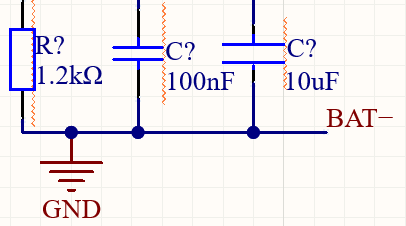 R?
1.2kΩ
C?
100nF
C?
10uF
BAT−
GND